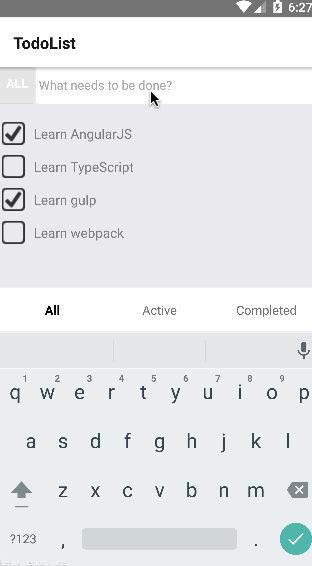 6:27
TodoList
ALL What needs to be done?
Learn AngularJS
Learn TypeScript
Learn gulp
Learn webpack
All Active Completed
1 2 3 4 5 6 7 8 9
q w e r t y u i o p
a s d f g h j k l
z x c v b n m
?123 , .